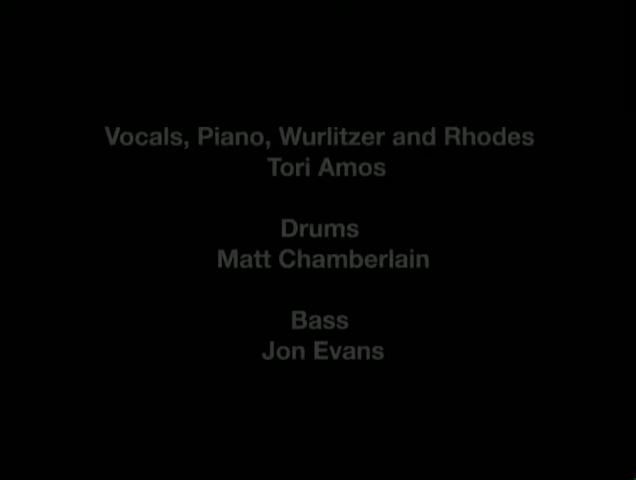 Vocals, Piano, Wurlitzer and Rhodes
Tori Amos
Drums
Matt Chamberlain
Bass
Jon Evans